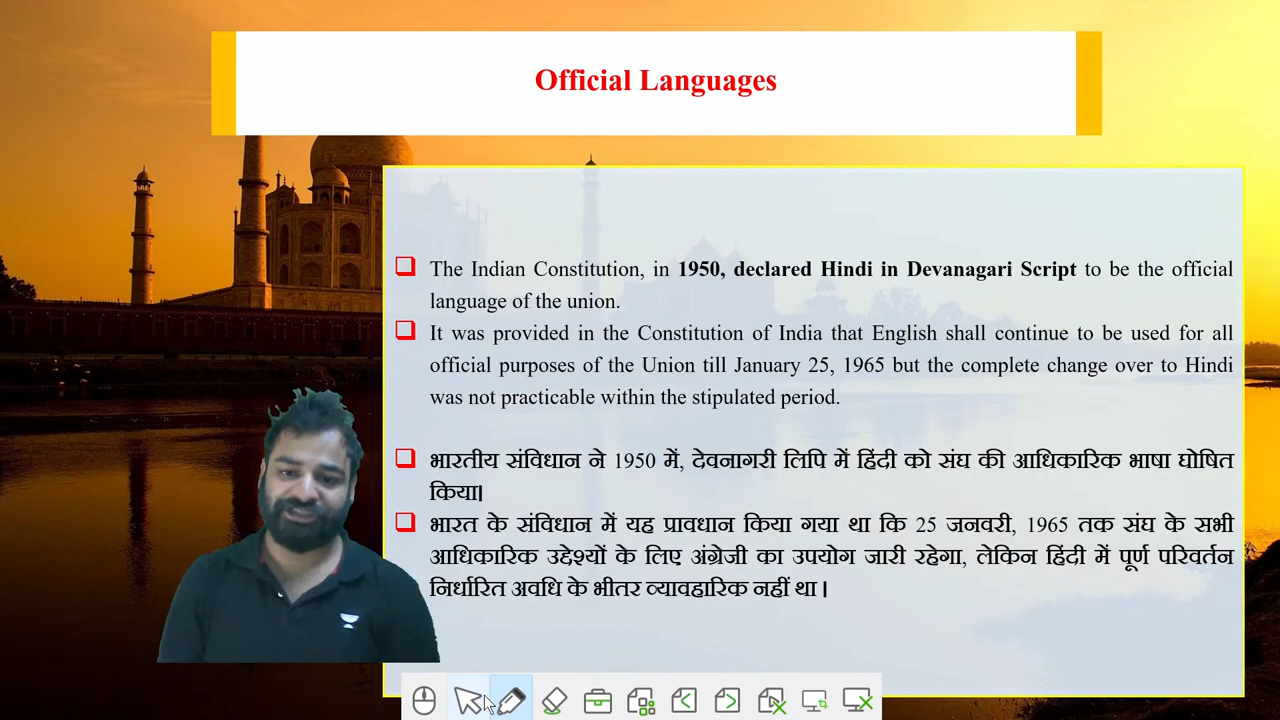 Official Languages
The Indian Constitution, in 1950, declared Hindi in Devanagari Script to be the official
language of the union.
It was provided in the Constitution of India that English shall continue to be used for all
official purposes of the Union till January 25, 1965 but the complete change over to Hindi
was not practicable within the stipulated period.
भारतीय संविधान ने 1950 में, देवनागरी लिपि में हिंदी को संघ की आधिकारिक भाषा घोषित
किया।
भारत के संविधान में यह प्रावधान किया गया था कि 25 जनवरी, 1965 तक संघ के सभी
आधिकारिक उद्देश्यों के लिए अंग्रेजी का उपयोग जारी रहेगा, लेकिन हिंदी में पूर्ण परिवर्तन
निर्धारित अवधि के भीतर व्यावहारिक नहीं था ।